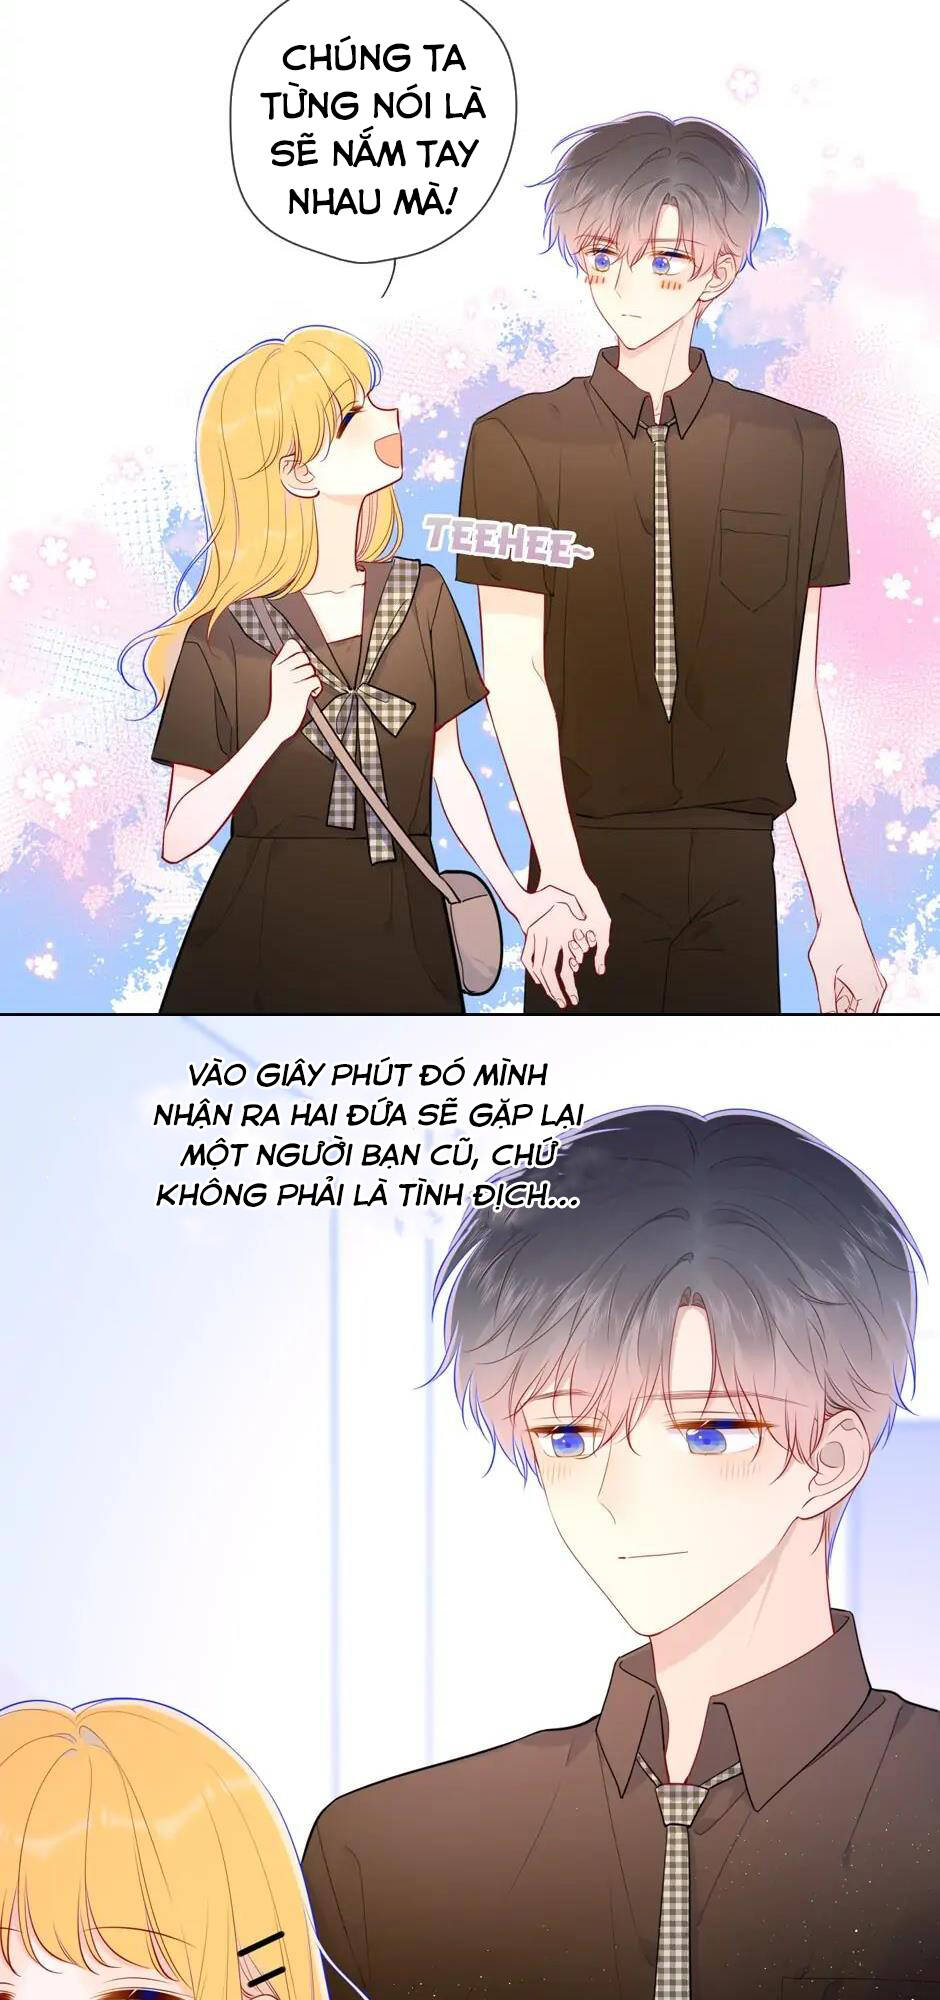 CHÚNG TA
TỪNG NÓI LÀ
SẼ NẮM TAY
NHAU MÀ!
TEEHEE~
VÀO GIÂY PHÚT ĐÓ MÌNH
NHẬN RA HAI ĐỨA SẼ GẶP LẠI
MỘT NGƯỜI BẠN CŨ, CHỨ
KHÔNG PHẢI LÀ TÌNH ĐỊCH...